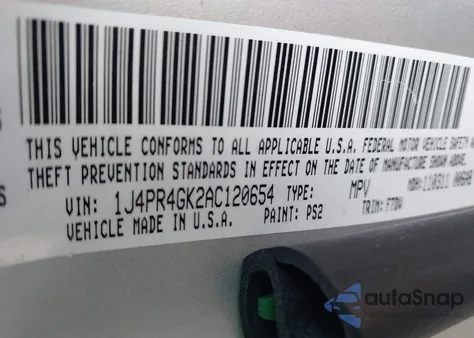 THIS VEHICLE CONFORMS TO ALL APPLICABLE U.S.A. FEDERAL MOTOR VEHICLE SAFETY
THEFT PREVENTION STANDARDS IN EFFECT ON THE DATE OF MANUFACTURE SHOWN ABOVE.
VIN: 1J4PR4GK2AC120654 TYPE: MPV
VEHICLE MADE IN U.S.A. PAINT: PS2 TRIM:
autoSnap